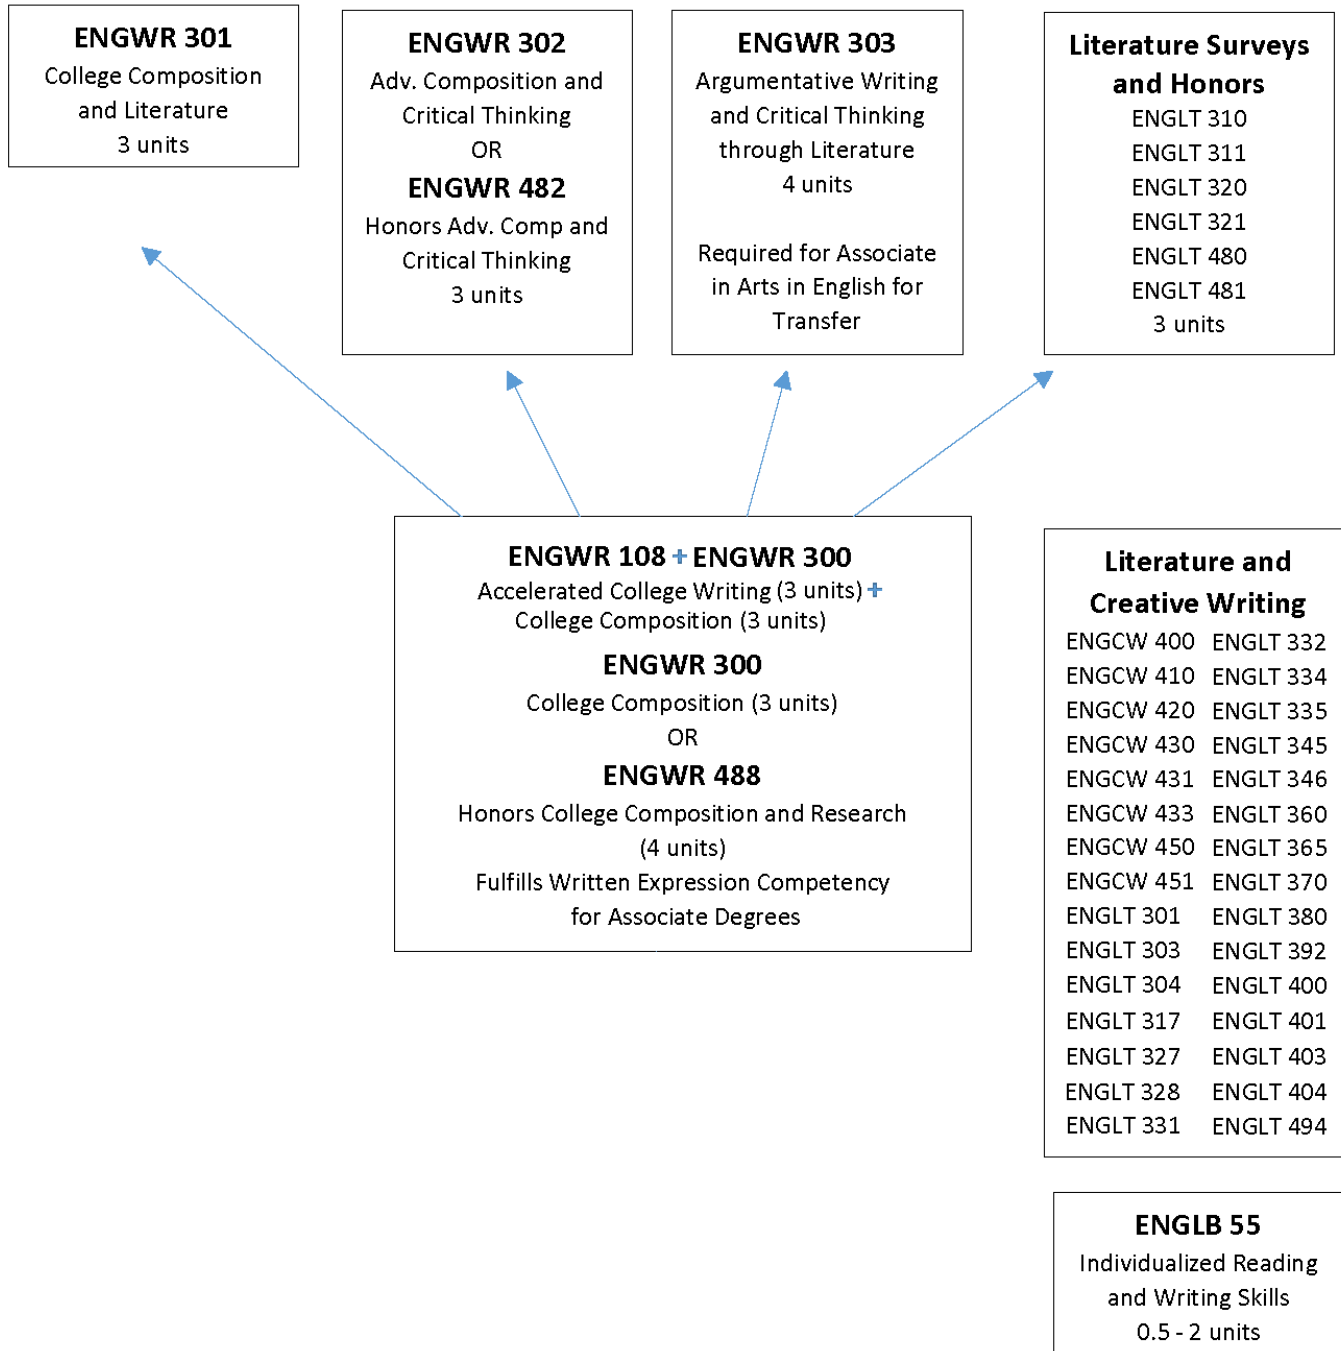 ENGWR 301
College Composition
and Literature
3 units
ENGWR 302
Adv. Composition and
Critical Thinking
OR
ENGWR 482
Honors Adv. Comp and
Critical Thinking
3 units
ENGWR 303
Argumentative Writing
and Critical Thinking
through Literature
4 units
Required for Associate
in Arts in English for
Transfer
Literature Surveys
and Honors
ENGLT 310
ENGLT 311
ENGLT 320
ENGLT 321
ENGLT 480
ENGLT 481
3 units
ENGWR 108 + ENGWR 300
Accelerated College Writing (3 units) +
College Composition (3 units)
ENGWR 300
College Composition (3 units)
OR
ENGWR 488
Honors College Composition and Research
(4 units)
Fulfills Written Expression Competency
for Associate Degrees
Literature and
Creative Writing
ENGCW 400 ENGLT 332
ENGCW 410 ENGLT 334
ENGCW 420 ENGLT 335
ENGCW 430 ENGLT 345
ENGCW 431 ENGLT 346
ENGCW 433 ENGLT 360
ENGCW 450 ENGLT 365
ENGCW 451 ENGLT 370
ENGLT 301 ENGLT 380
ENGLT 303 ENGLT 392
ENGLT 304 ENGLT 400
ENGLT 317 ENGLT 401
ENGLT 327 ENGLT 403
ENGLT 328 ENGLT 404
ENGLT 331 ENGLT 494
ENGLB 55
Individualized Reading
and Writing Skills
0.5 - 2 units